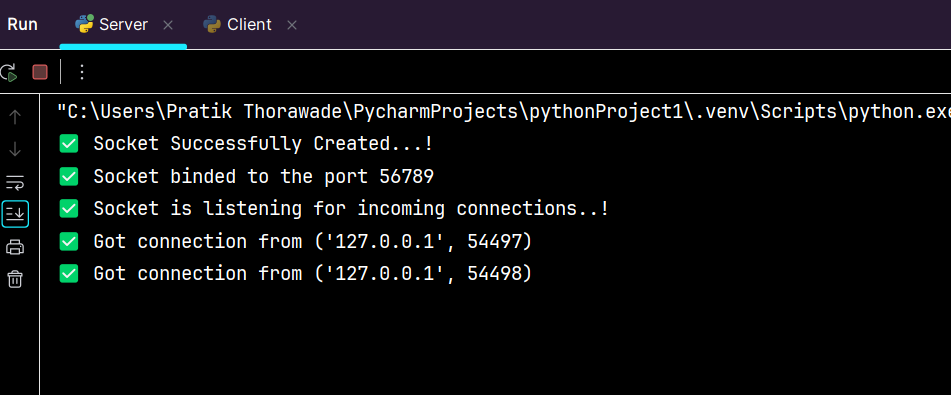 Run Server Client
"C:\Users\Pratik Thorawade\PycharmProjects\pythonProject1\.venv\Scripts\python.exe
✅ Socket Successfully Created...!
✅ Socket binded to the port 56789
✅ Socket is listening for incoming connections..!
✅ Got connection from ('127.0.0.1', 54497)
✅ Got connection from ('127.0.0.1', 54498)